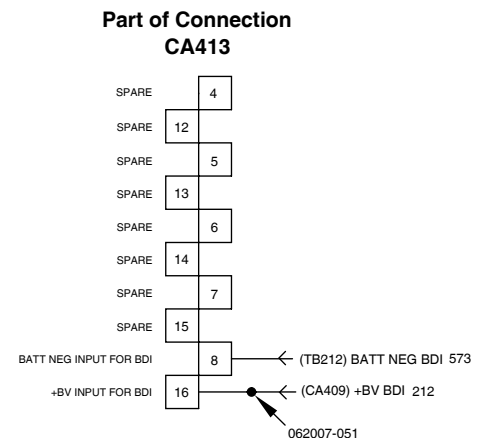 Part of Connection
CA413
SPARE 4
SPARE 12
SPARE 5
SPARE 13
SPARE 6
SPARE 14
SPARE 7
SPARE 15
BATT NEG INPUT FOR BDI 8 (TB212) BATT NEG BDI 573
+BV INPUT FOR BDI 16 (CA409) +BV BDI 212
062007-051